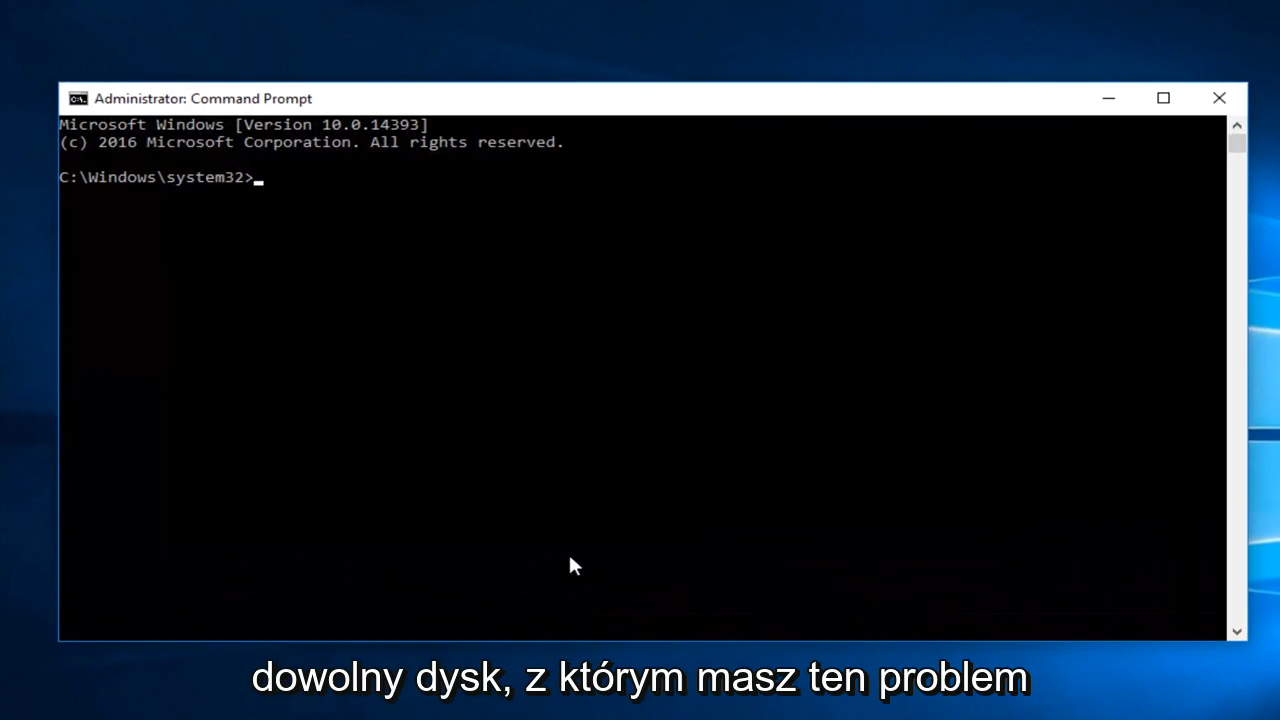 Administrator: Command Prompt
Microsoft Windows [Version 10.0.14393]
(c) 2016 Microsoft Corporation. All rights reserved.
C:\Windows\system32>
dowolny dysk, z którym masz ten problem